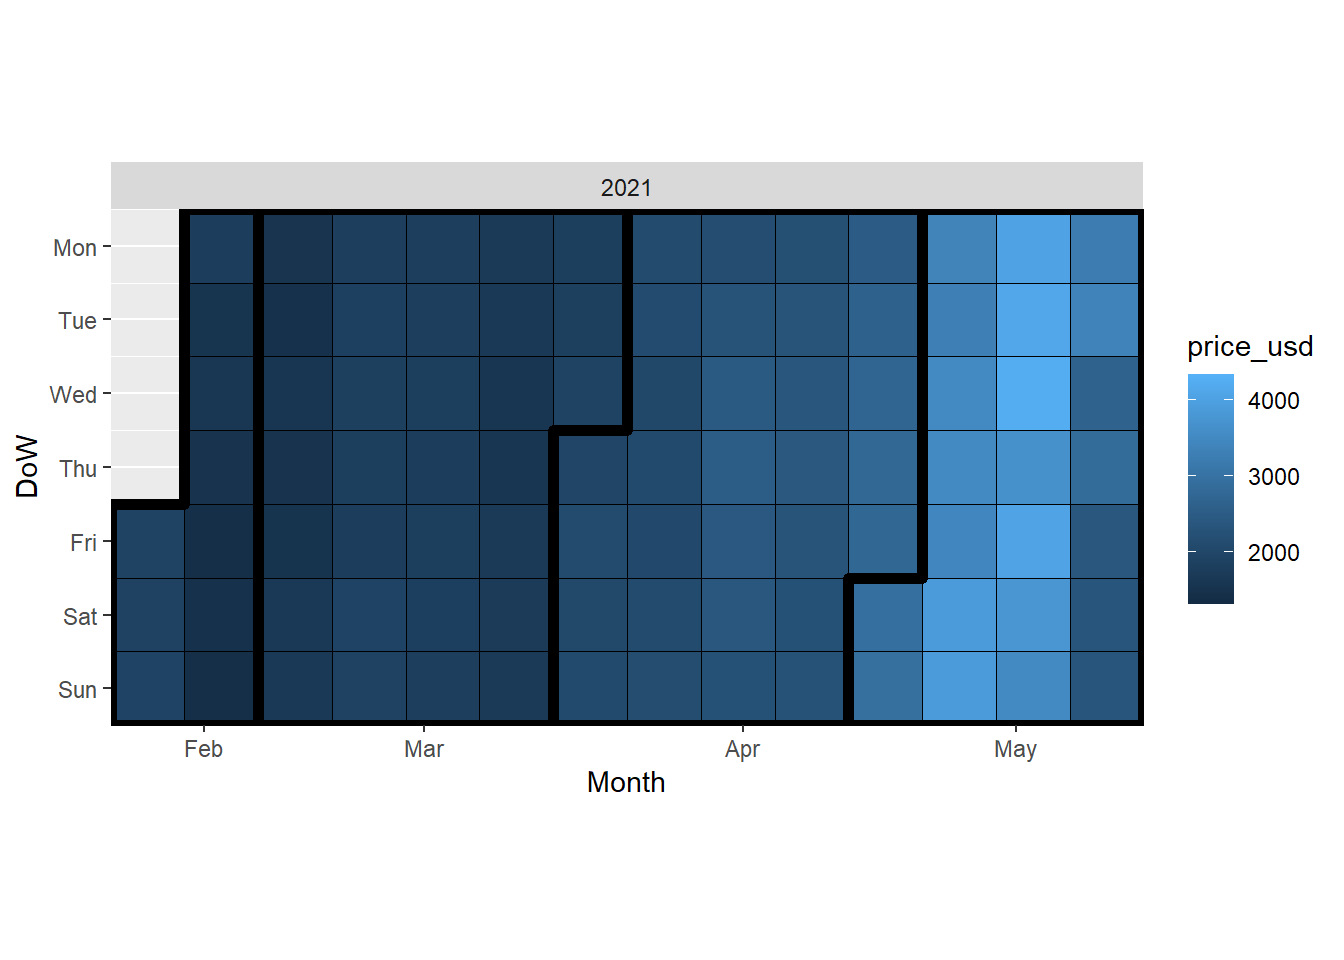 2021
Mon
Tue
Wed
Thu
Fri
Sat
Sun
DoW
Feb Mar Apr May
Month
price_usd
4000
3000
2000